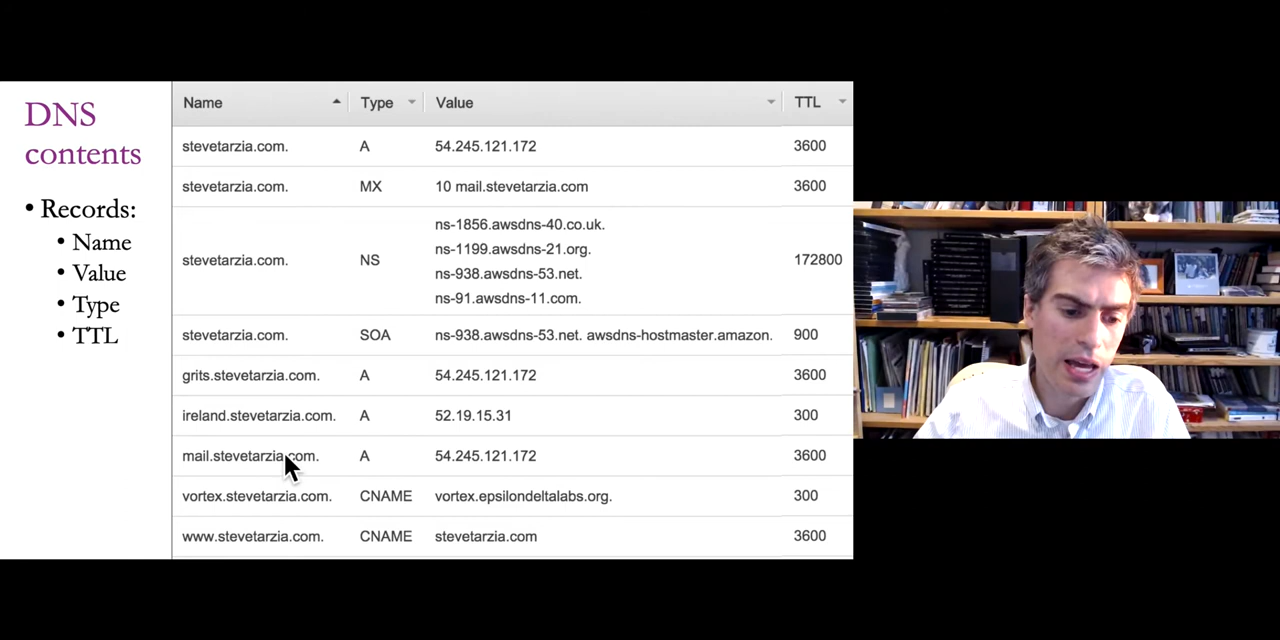 DNS
contents
• Records:
• Name
• Value
• Type
• TTL
Name Type Value TTL
stevetarzia.com. A 54.245.121.172 3600
stevetarzia.com. MX 10 mail.stevetarzia.com 3600
stevetarzia.com. NS ns-1856.awsdns-40.co.uk. 172800
ns-1199.awsdns-21.org.
ns-938.awsdns-53.net.
ns-91.awsdns-11.com.
stevetarzia.com. SOA ns-938.awsdns-53.net. awsdns-hostmaster.amazon. 900
grits.stevetarzia.com. A 54.245.121.172 3600
ireland.stevetarzia.com. A 52.19.15.31 300
mail.stevetarzia.com. A 54.245.121.172 3600
vortex.stevetarzia.com. CNAME vortex.epsilondeltalabs.org. 300
www.stevetarzia.com. CNAME stevetarzia.com 3600